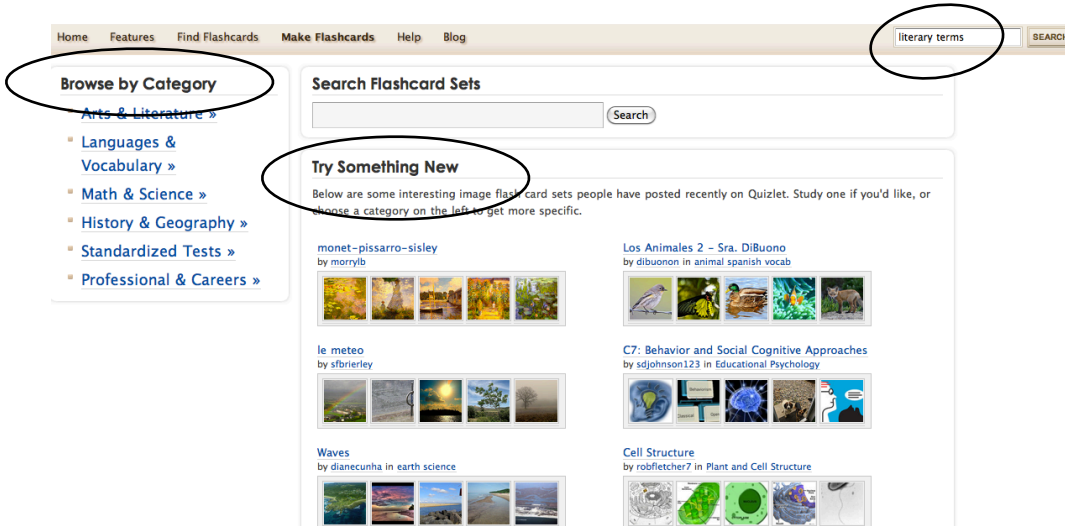 Home Features Find Flashcards Make Flashcards Help Blog
literary terms SEARCH
Browse by Category
Arts & Literature »
Languages &
Vocabulary »
Math & Science »
History & Geography »
Standardized Tests »
Professional & Careers »
Search Flashcard Sets
Search
Try Something New
Below are some interesting image flash card sets people have posted recently on Quizlet. Study one if you'd like, or
choose a category on the left to get more specific.
monet-pissarro-sisley
by morrylb
Los Animales 2 - Sra. DiBuono
by dibuonon in animal spanish vocab
le meteo
by sfbrierley
C7: Behavior and Social Cognitive Approaches
by sdjohnson123 in Educational Psychology
Waves
by dianecunha in earth science
Cell Structure
by robfletcher7 in Plant and Cell Structure